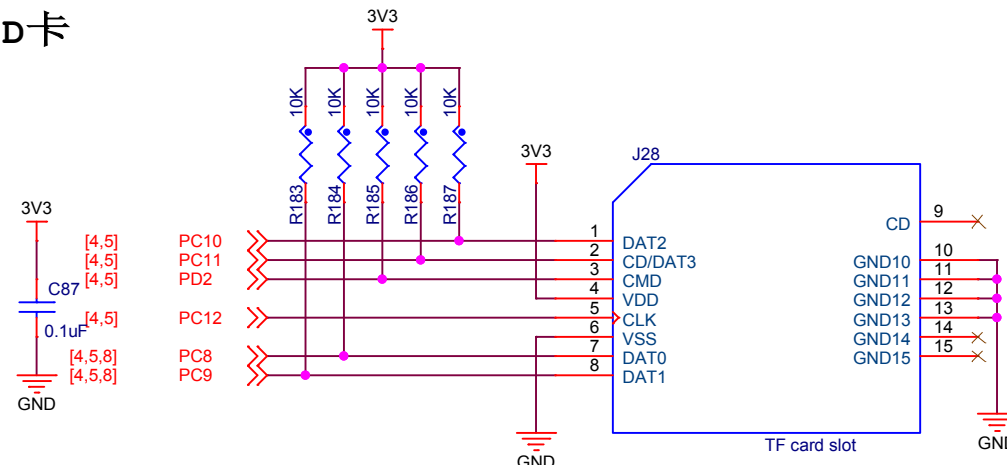 D卡
3V3
10K
10K
10K
10K
10K
R183
R184
R185
R186
R187
3V3
J28
3V3
C87
0.1uF
GND
[4,5] PC10
[4,5] PC11
[4,5] PD2
[4,5] PC12
[4,5,8] PC8
[4,5,8] PC9
1 DAT2
2 CD/DAT3
3 CMD
4 VDD
5 CLK
6 VSS
7 DAT0
8 DAT1
CD 9
GND10 10
GND11 11
GND12 12
GND13 13
GND14 14
GND15 15
GND
TF card slot
GND